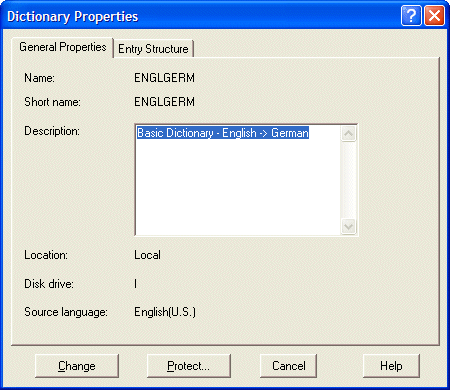 Dictionary Properties
General Properties Entry Structure
Name: ENGLGERM
Short name: ENGLGERM
Description: Basic Dictionary - English -> German
Location: Local
Disk drive: I
Source language: English(U.S.)
Change Protect... Cancel Help